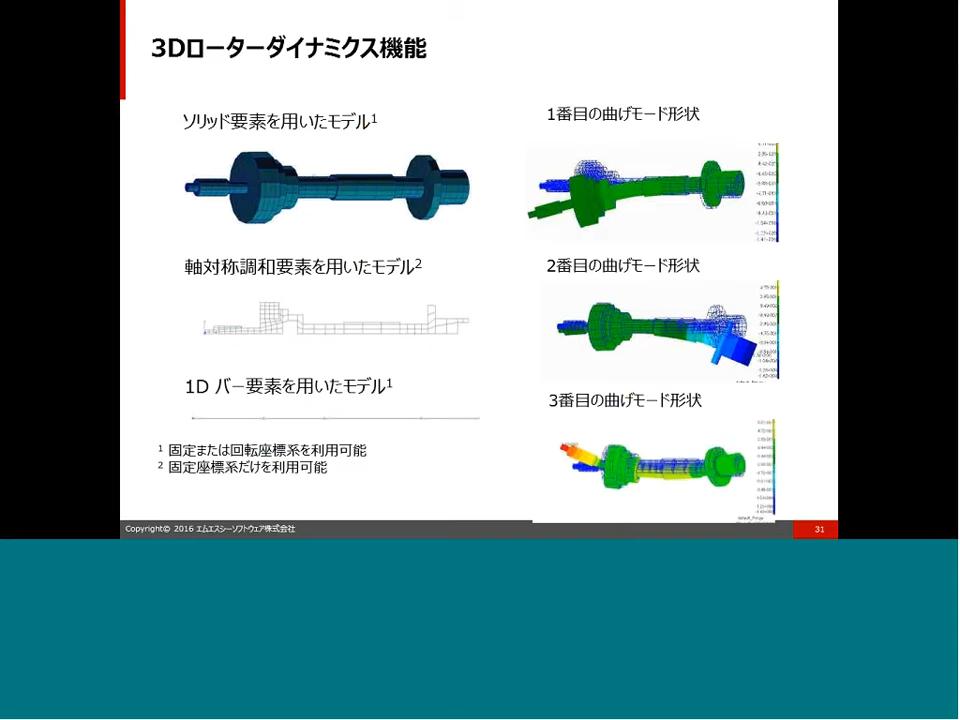 3Dローターダイナミクス機能
ソリッド要素を用いたモデル1
軸対称調和要素を用いたモデル2
1D バー要素を用いたモデル1
1 固定または回転座標系を利用可能
2 固定座標系だけを利用可能
1番目の曲げモード形状
2番目の曲げモード形状
3番目の曲げモード形状
Copyright© 2016 エムエスシーソフトウェア株式会社
31